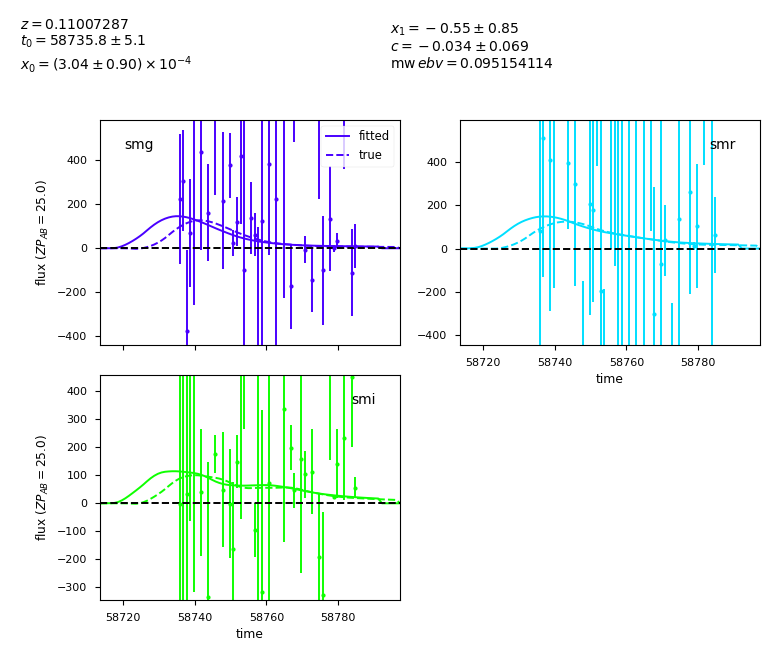 z = 0.11007287
t₀ = 58735.8 ± 5.1
x₀ = (3.04 ± 0.90) × 10⁻⁴
x₁ = −0.55 ± 0.85
c = −0.034 ± 0.069
mw ebv = 0.095154114
smg
fitted
true
400
200
0
−200
−400
flux (ZP_AB = 25.0)
smr
400
200
0
−200
−400
58720 58740 58760 58780
time
smi
400
300
200
100
0
−100
−200
−300
flux (ZP_AB = 25.0)
58720 58740 58760 58780
time